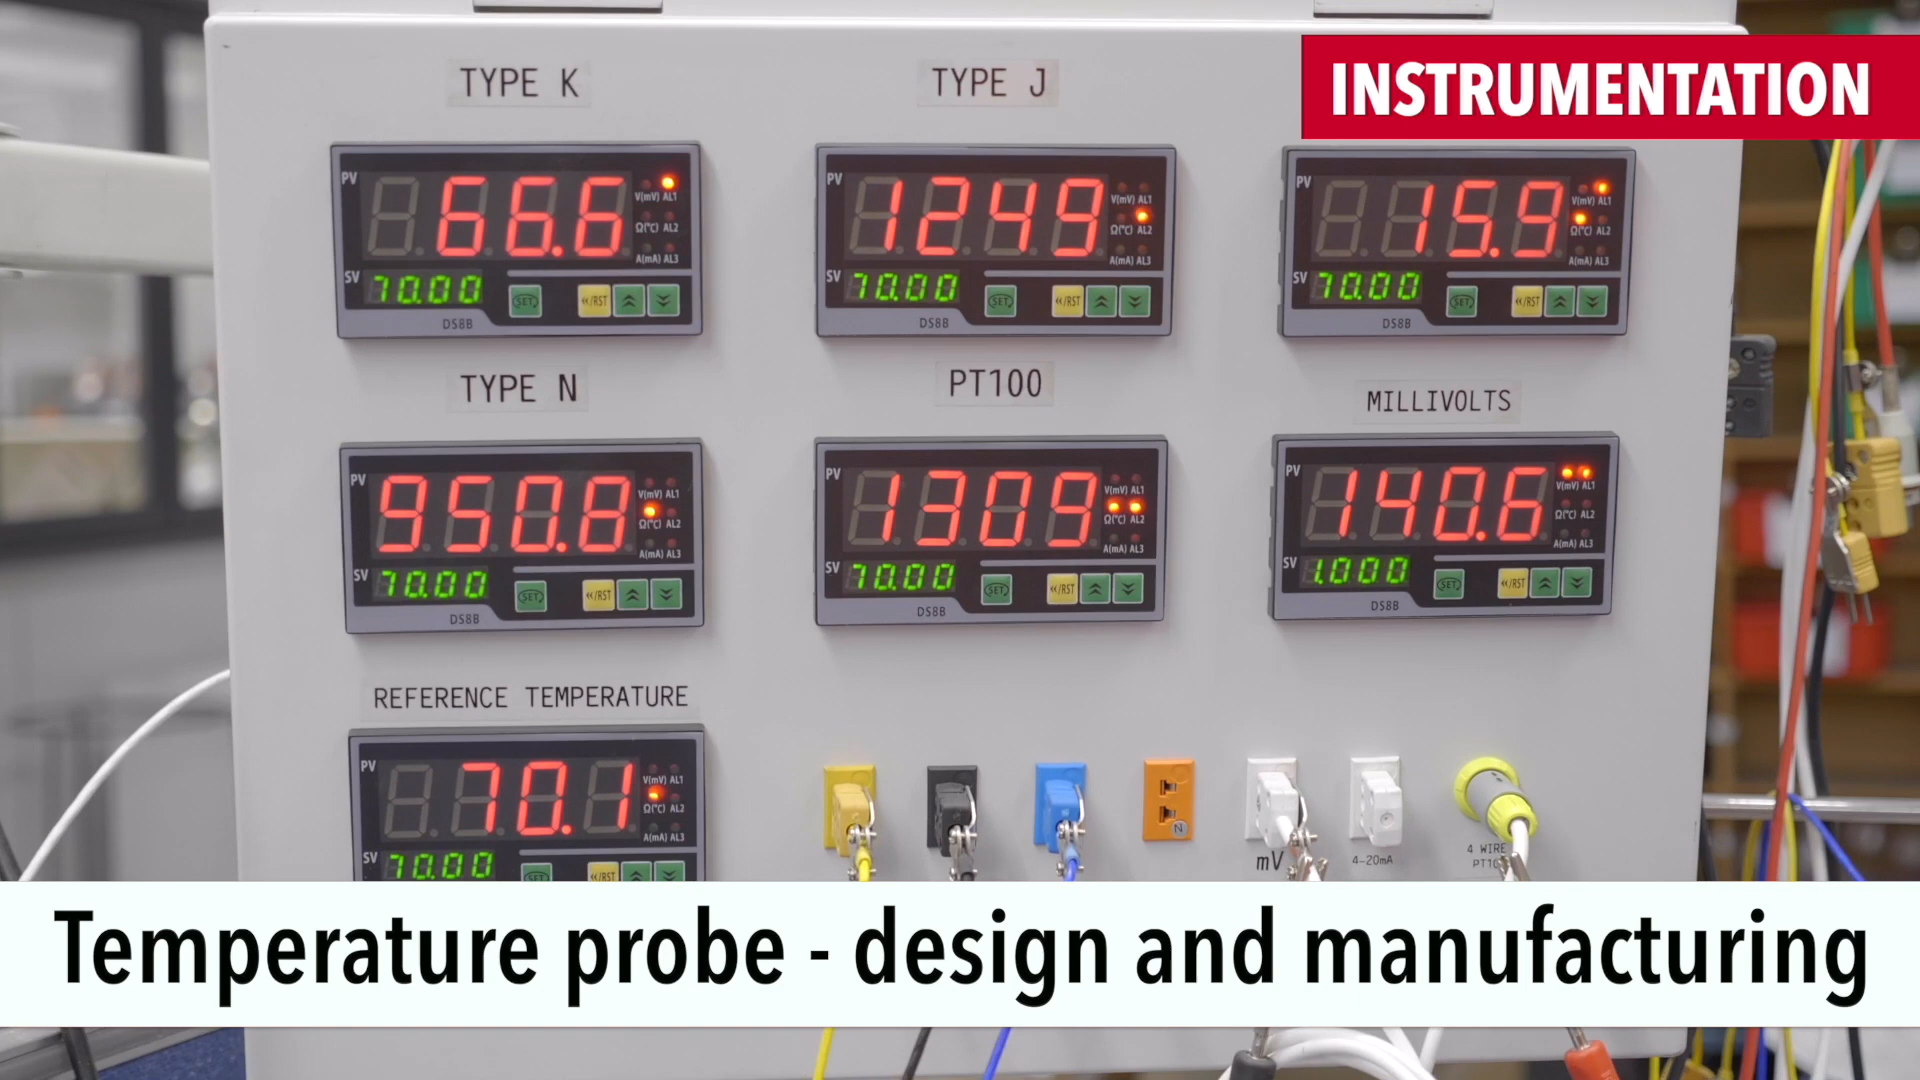 INSTRUMENTATION
TYPE K
TYPE J
PV 66.6 V(mV) AL1
Ω(℃) AL2
A(mA) AL3
SV 70.00 SET «/RST
DS8B
PV 1249 V(mV) AL1
Ω(℃) AL2
A(mA) AL3
SV 70.00 SET «/RST
DS8B
PV 15.9 V(mV) AL1
Ω(℃) AL2
A(mA) AL3
SV 70.00 SET «/RST
DS8B
TYPE N
PT100
MILLIVOLTS
PV 950.8 V(mV) AL1
Ω(℃) AL2
A(mA) AL3
SV 70.00 SET «/RST
DS8B
PV 1309 V(mV) AL1
Ω(℃) AL2
A(mA) AL3
SV 70.00 SET «/RST
DS8B
PV 140.6 V(mV) AL1
Ω(℃) AL2
A(mA) AL3
SV 1.000 SET «/RST
DS8B
REFERENCE TEMPERATURE
PV 70.1 V(mV) AL1
Ω(℃) AL2
A(mA) AL3
SV 70.00 SET «/RST
N
mV
4-20mA
4 WIRE
Temperature probe - design and manufacturing